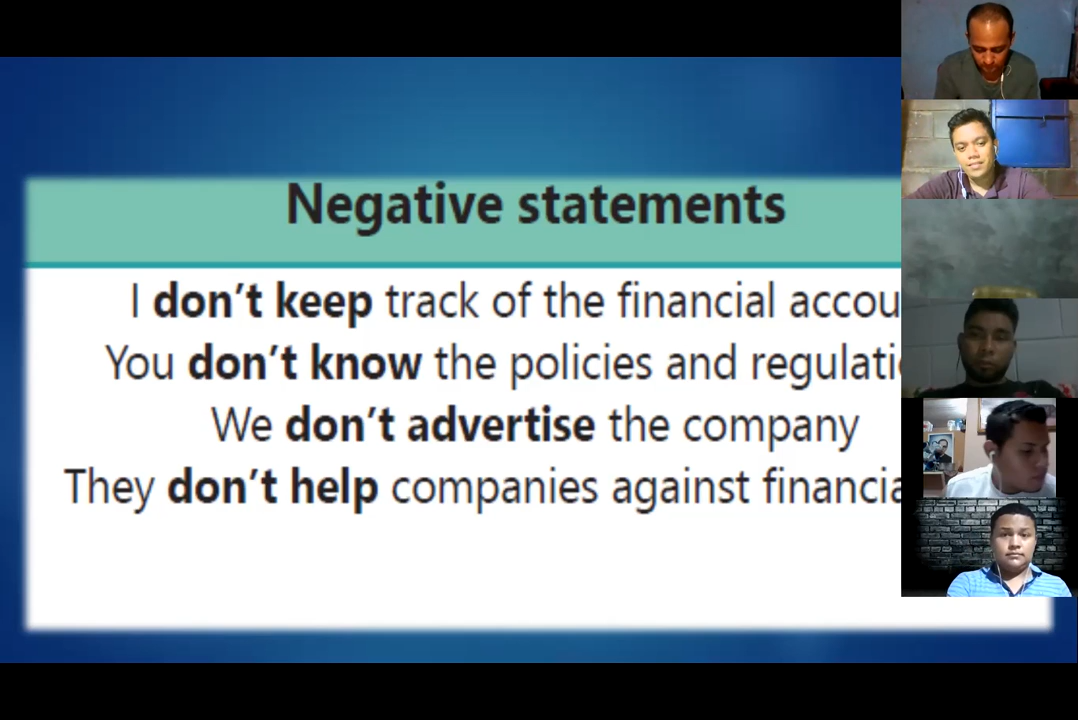 Negative statements
I don't keep track of the financial
You don't know the policies and
We don't advertise the company
They don't help companies against